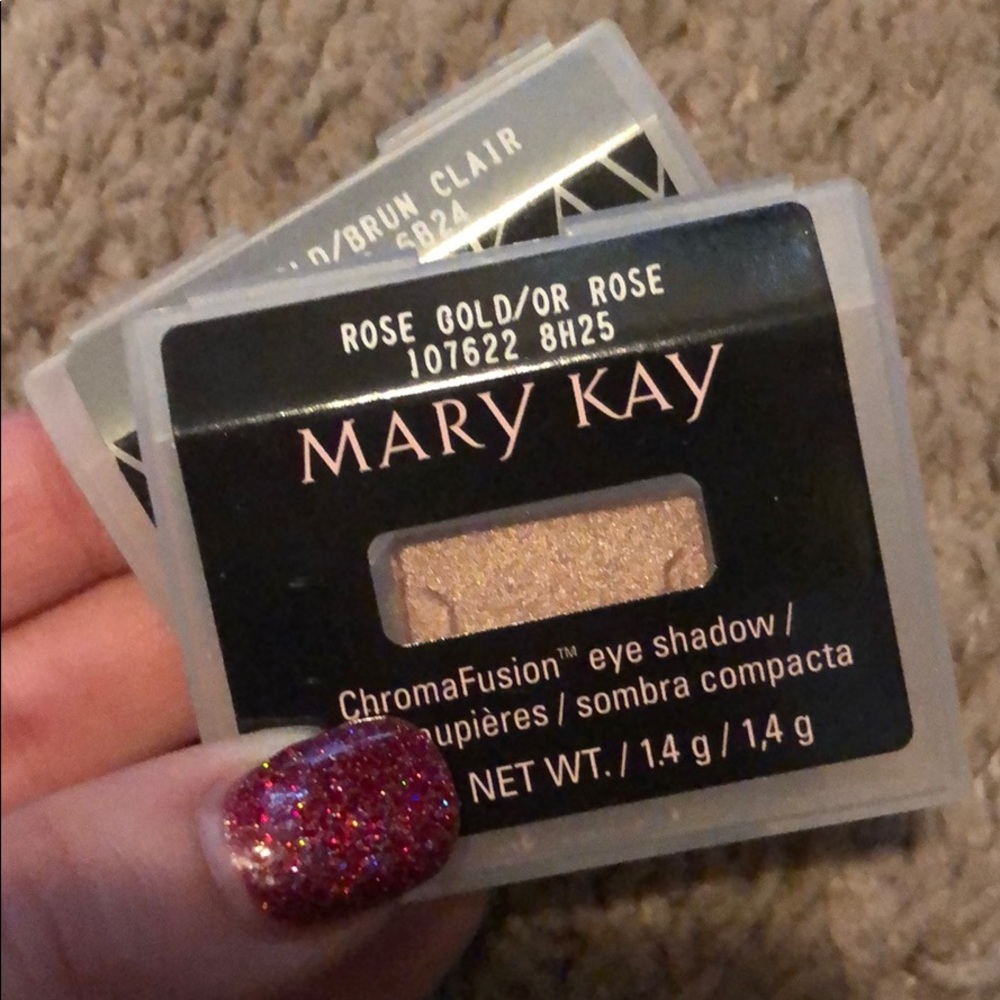 BRUN CLAIR
ROSE GOLD/OR ROSE
107622 8H25
MARY KAY
ChromaFusion™ eye shadow /
/ sombra compacta
NET WT. / 1.4 g / 1,4 g